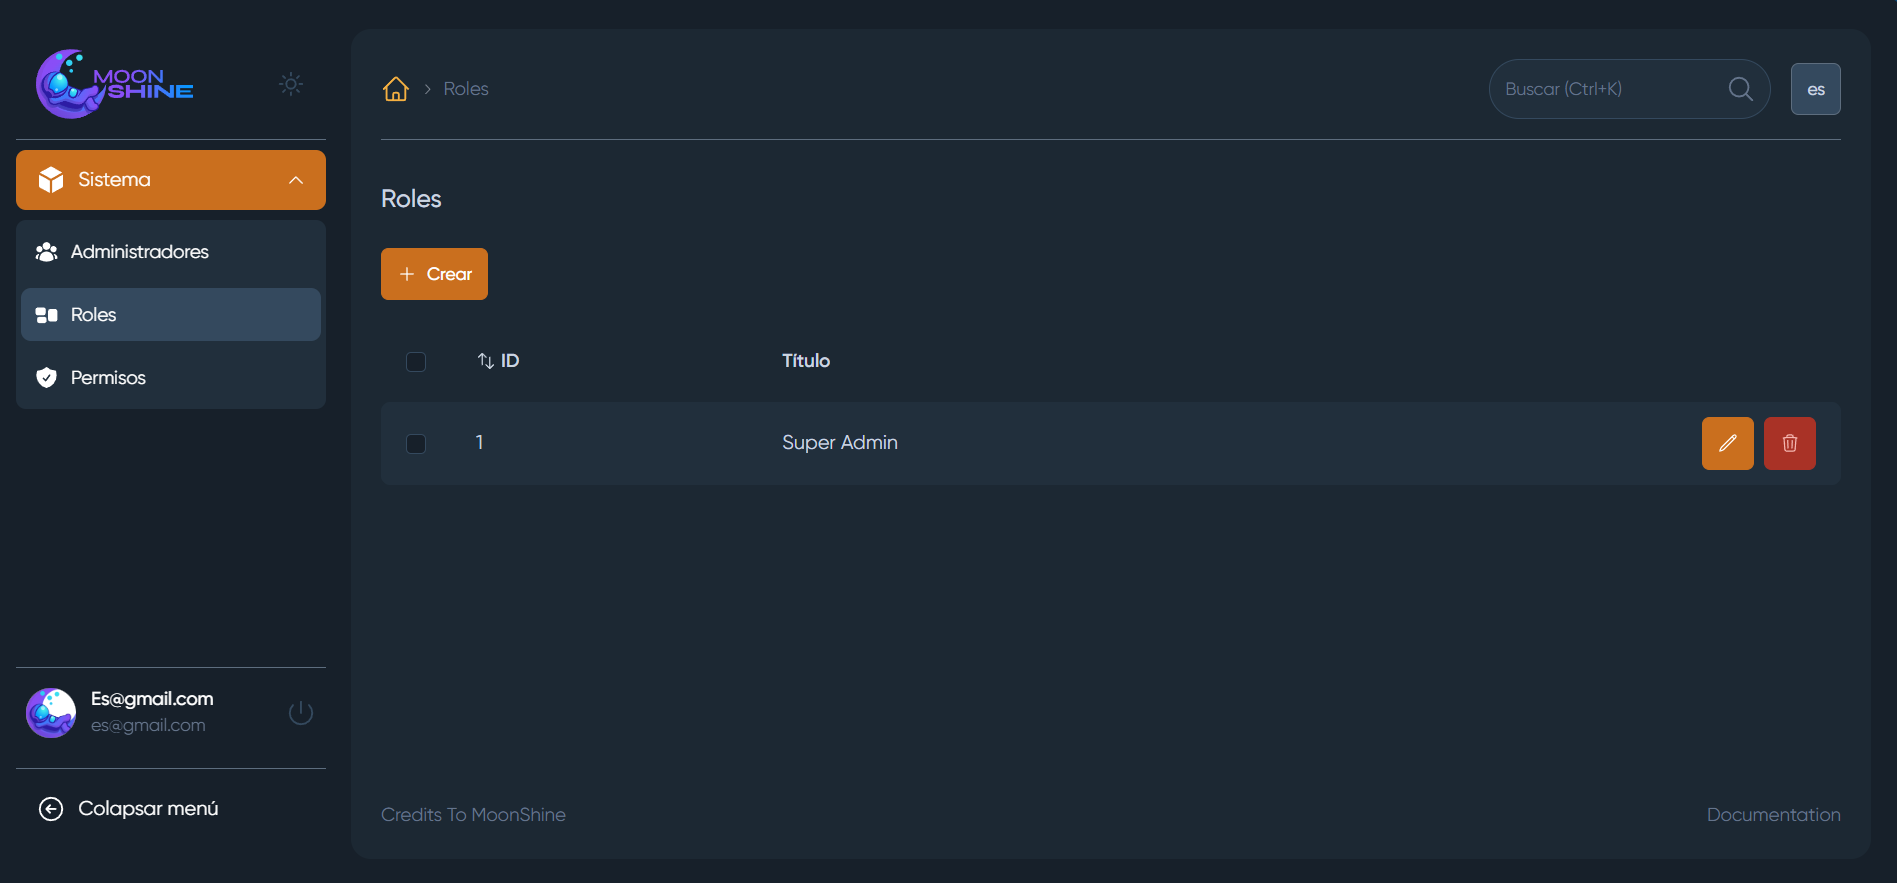 MOON
SHINE
Sistema
Administradores
Roles
Permisos
Es@gmail.com
es@gmail.com
Colapsar menú
Roles
Buscar (Ctrl+K)
es
Roles
Crear
ID Título
1 Super Admin
Credits To MoonShine
Documentation